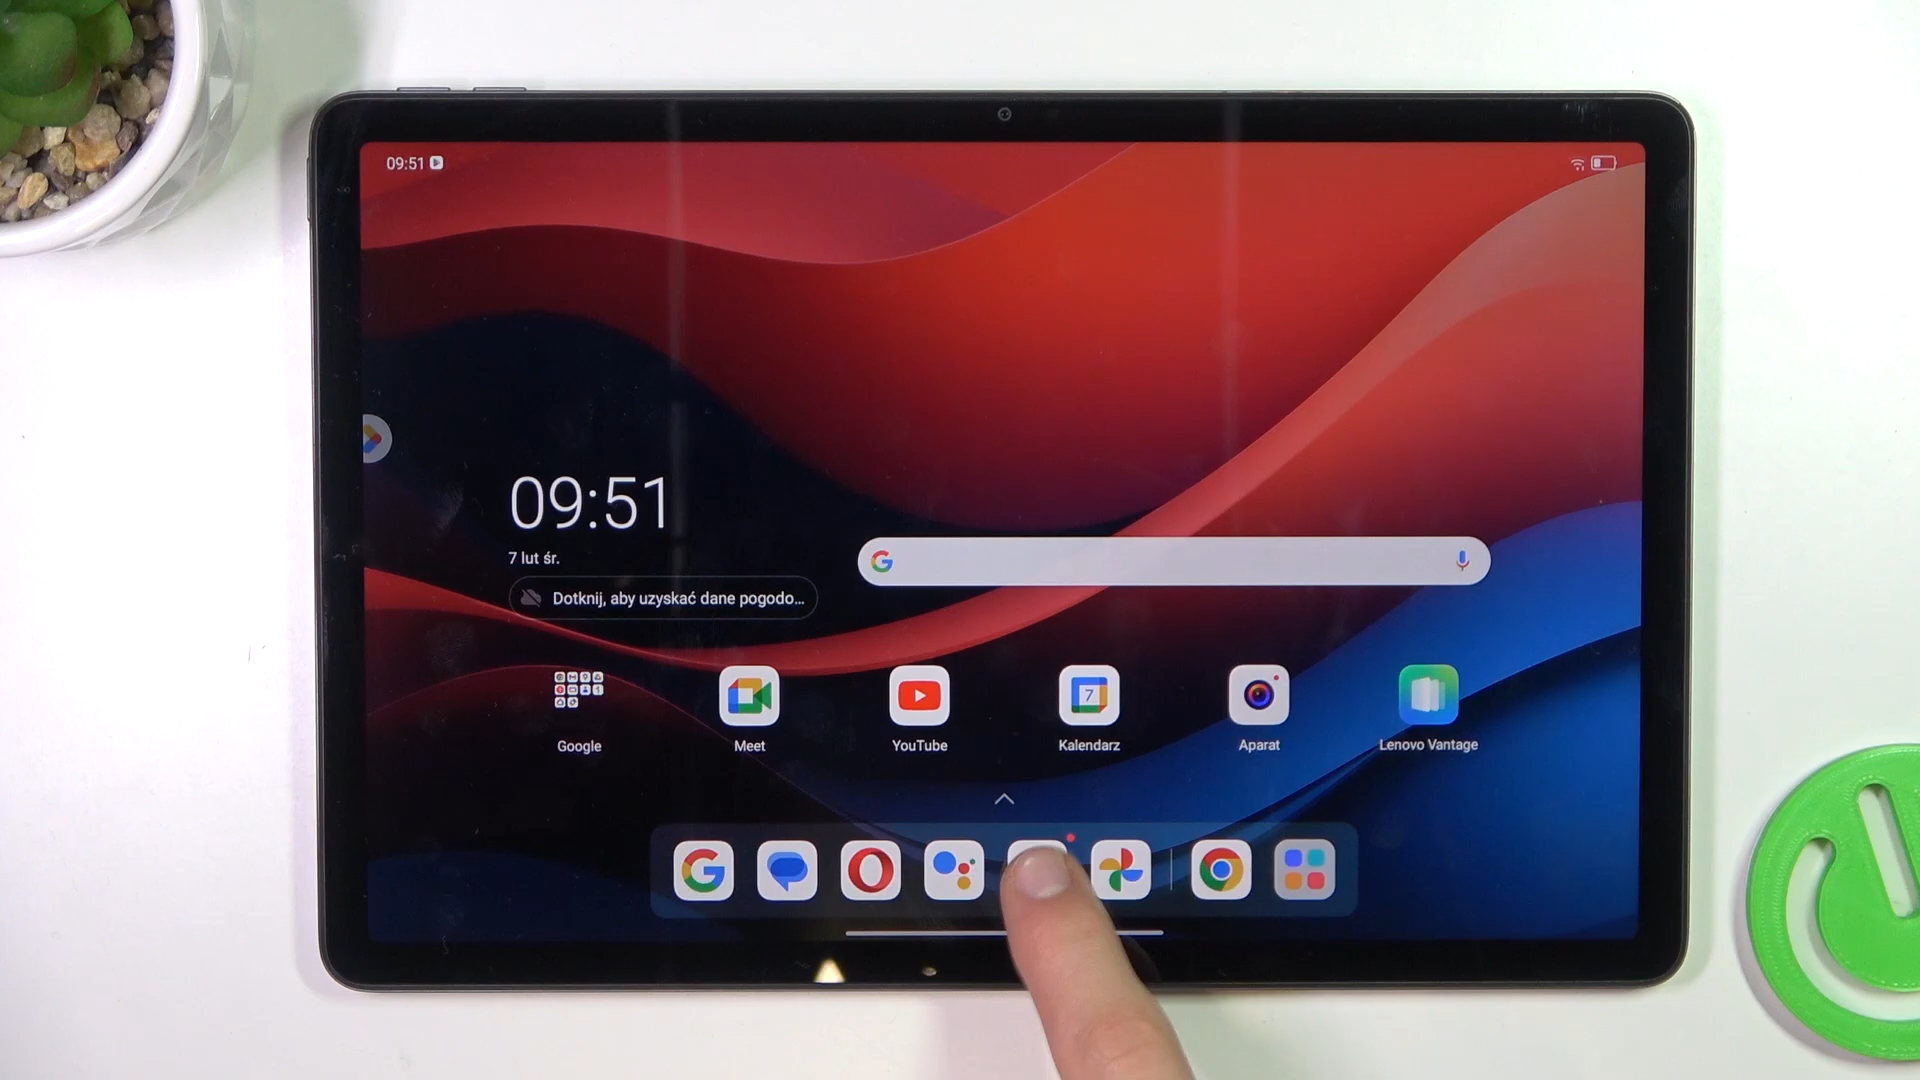 09:51
09:51
7 lut śr.
Dotknij, aby uzyskać dane pogodo...
Google
Meet
YouTube
7
Kalendarz
Aparat
Lenovo Vantage